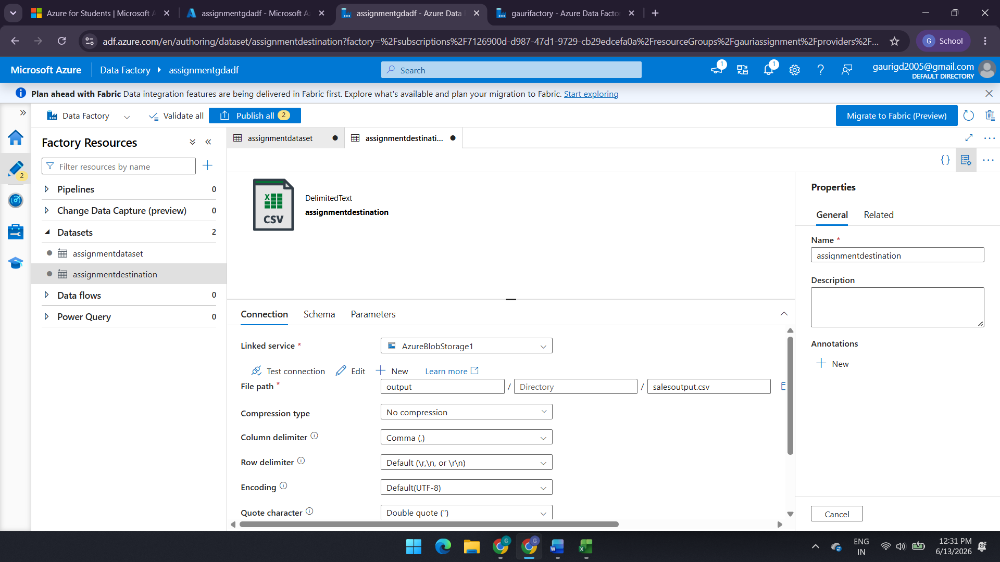 Azure for Students | Microsoft A
assignmentgdadf - Microsoft Az
assignmentgdadf - Azure Data F
gaurifactory - Azure Data Factor
adf.azure.com/en/authoring/dataset/assignmentdestination?factory=%2Fsubscriptions%2F7126900d-d987-47d1-9729-cb29edcefa0a%2FresourceGroups%2Fgauriassignment%2Fproviders%2F...
G School
Microsoft Azure
Data Factory
assignmentgdadf
Search
1
1
gaurigd2005@gmail.com
DEFAULT DIRECTORY
Plan ahead with Fabric Data integration features are being delivered in Fabric first. Explore what's available and plan your migration to Fabric. Start exploring
Data Factory
Validate all
Publish all 2
Migrate to Fabric (Preview)
Factory Resources
Filter resources by name
2
Pipelines 0
Change Data Capture (preview) 0
Datasets 2
assignmentdataset
assignmentdestination
Data flows 0
Power Query 0
assignmentdataset
assignmentdestinati...
{}
CSV
DelimitedText
assignmentdestination
Connection
Schema
Parameters
Linked service *
AzureBlobStorage1
Test connection
Edit
New
Learn more
File path *
output / Directory / salesoutput.csv
Compression type
No compression
Column delimiter
Comma (,)
Row delimiter
Default (\r,\n, or \r\n)
Encoding
Default(UTF-8)
Quote character
Double quote (")
Properties
General
Related
Name *
assignmentdestination
Description
Annotations
New
Cancel
ENG
IN
12:31 PM
6/13/2026